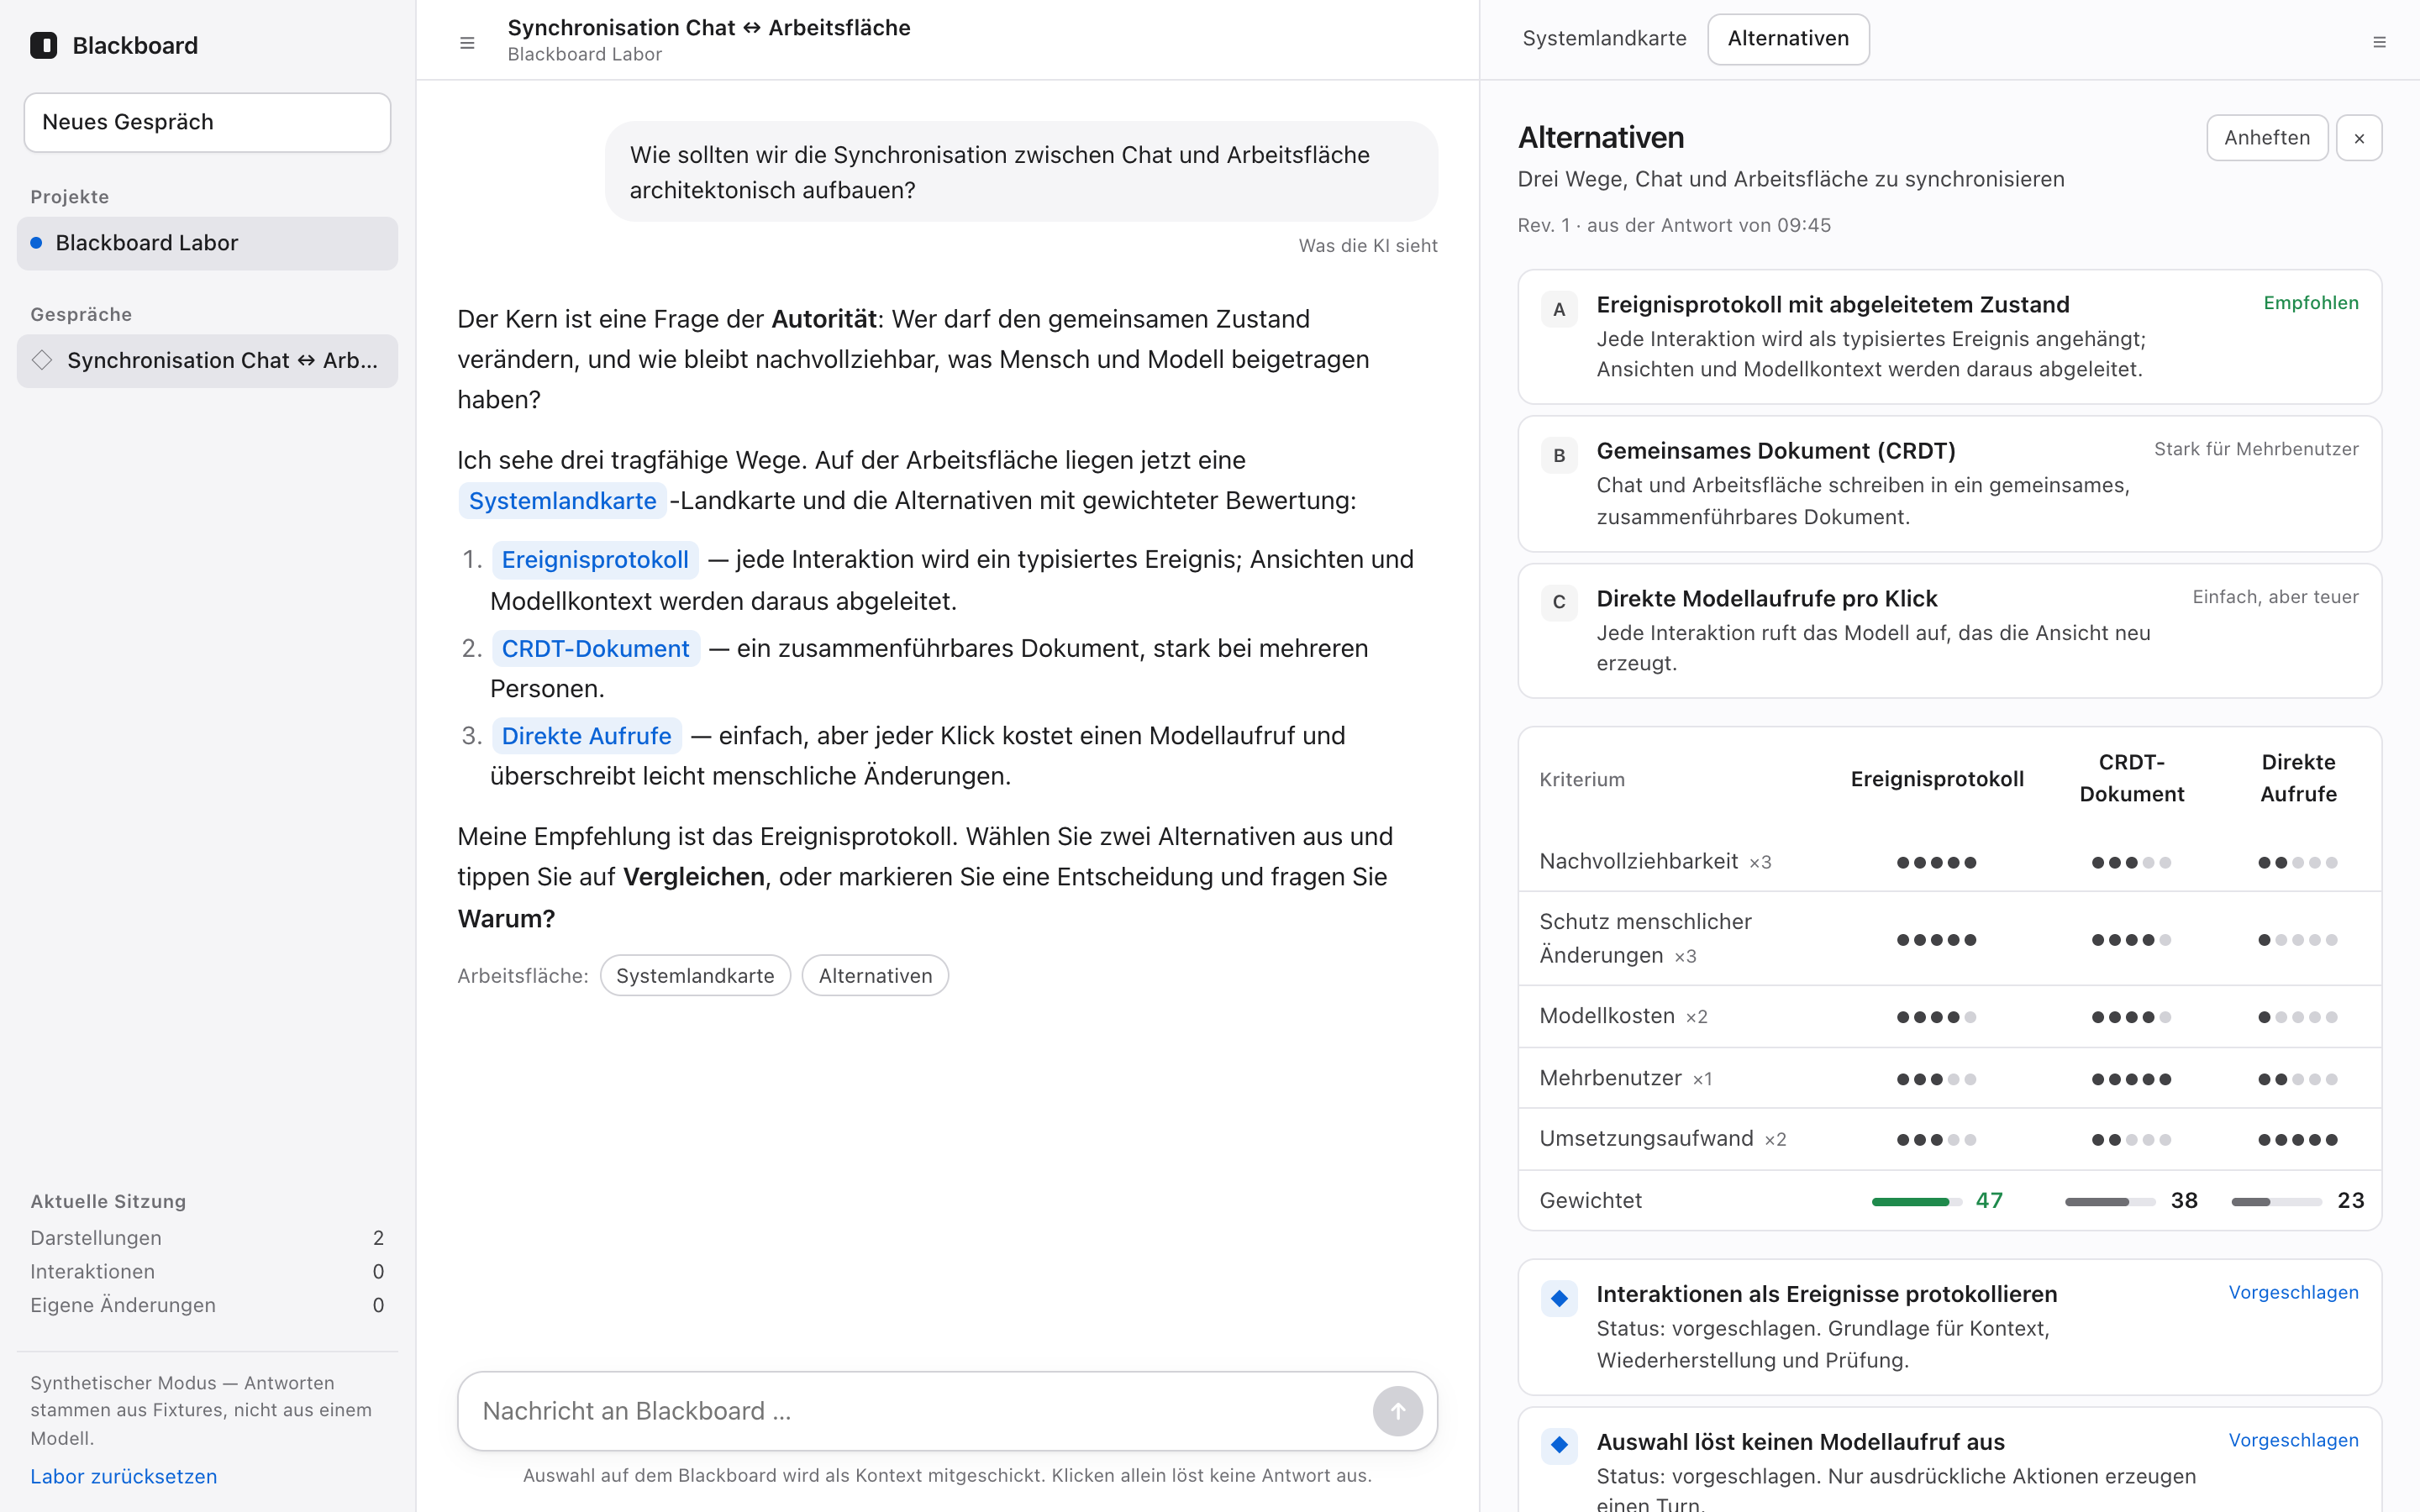 Blackboard
Neues Gespräch
Projekte
Blackboard Labor
Gespräche
Synchronisation Chat ↔ Arb...
Aktuelle Sitzung
Darstellungen 2
Interaktionen 0
Eigene Änderungen 0
Synthetischer Modus — Antworten
stammen aus Fixtures, nicht aus einem
Modell.
Labor zurücksetzen
Synchronisation Chat ↔ Arbeitsfläche
Blackboard Labor
Wie sollten wir die Synchronisation zwischen Chat und Arbeitsfläche
architektonisch aufbauen?
Was die KI sieht
Der Kern ist eine Frage der Autorität: Wer darf den gemeinsamen Zustand
verändern, und wie bleibt nachvollziehbar, was Mensch und Modell beigetragen
haben?
Ich sehe drei tragfähige Wege. Auf der Arbeitsfläche liegen jetzt eine
Systemlandkarte -Landkarte und die Alternativen mit gewichteter Bewertung:
1. Ereignisprotokoll — jede Interaktion wird ein typisiertes Ereignis; Ansichten und
Modellkontext werden daraus abgeleitet.
2. CRDT-Dokument — ein zusammenführbares Dokument, stark bei mehreren
Personen.
3. Direkte Aufrufe — einfach, aber jeder Klick kostet einen Modellaufruf und
überschreibt leicht menschliche Änderungen.
Meine Empfehlung ist das Ereignisprotokoll. Wählen Sie zwei Alternativen aus und
tippen Sie auf Vergleichen, oder markieren Sie eine Entscheidung und fragen Sie
Warum?
Arbeitsfläche: Systemlandkarte Alternativen
Nachricht an Blackboard ...
Auswahl auf dem Blackboard wird als Kontext mitgeschickt. Klicken allein löst keine Antwort aus.
Systemlandkarte Alternativen
Alternativen
Anheften ×
Drei Wege, Chat und Arbeitsfläche zu synchronisieren
Rev. 1 · aus der Antwort von 09:45
A Ereignisprotokoll mit abgeleitetem Zustand Empfohlen
Jede Interaktion wird als typisiertes Ereignis angehängt;
Ansichten und Modellkontext werden daraus abgeleitet.
B Gemeinsames Dokument (CRDT) Stark für Mehrbenutzer
Chat und Arbeitsfläche schreiben in ein gemeinsames,
zusammenführbares Dokument.
C Direkte Modellaufrufe pro Klick Einfach, aber teuer
Jede Interaktion ruft das Modell auf, das die Ansicht neu
erzeugt.
Kriterium Ereignisprotokoll CRDT- Direkte
Dokument Aufrufe
Nachvollziehbarkeit ×3
Schutz menschlicher
Änderungen ×3
Modellkosten ×2
Mehrbenutzer ×1
Umsetzungsaufwand ×2
Gewichtet 47 38 23
Interaktionen als Ereignisse protokollieren Vorgeschlagen
Status: vorgeschlagen. Grundlage für Kontext,
Wiederherstellung und Prüfung.
Auswahl löst keinen Modellaufruf aus Vorgeschlagen
Status: vorgeschlagen. Nur ausdrückliche Aktionen erzeugen
einen Turn.